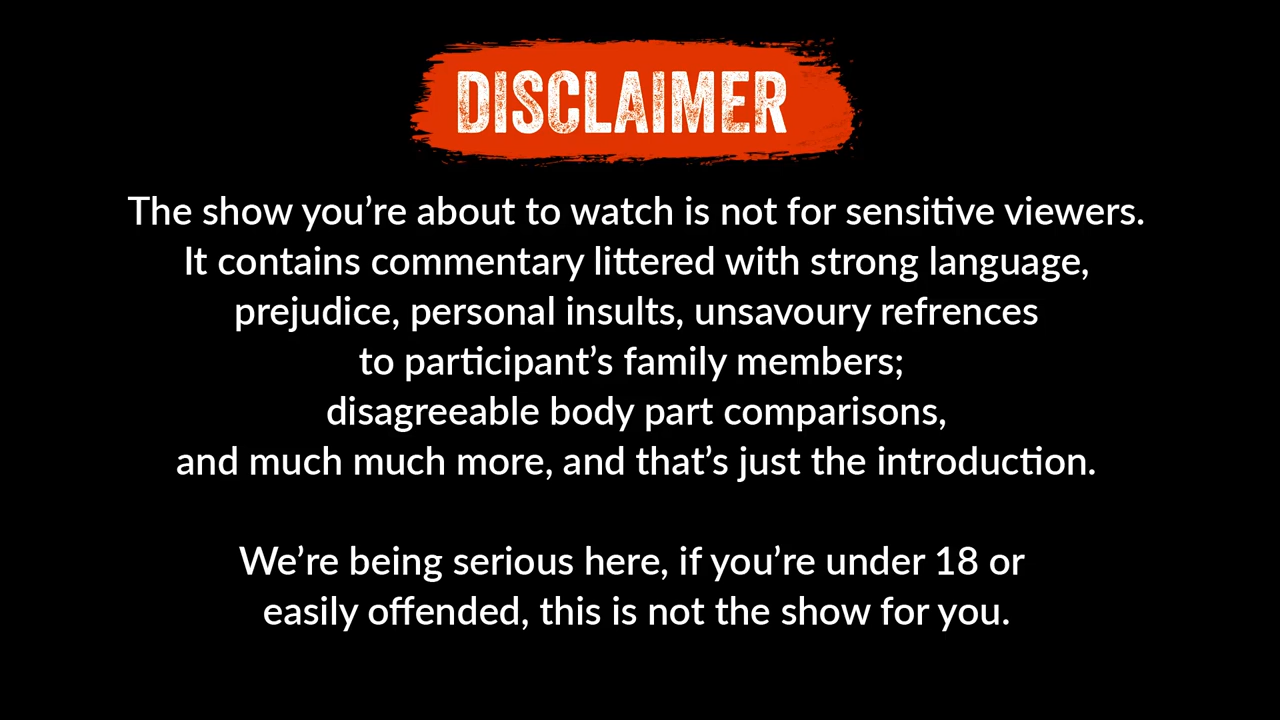 DISCLAIMER
The show you’re about to watch is not for sensitive viewers.
It contains commentary littered with strong language,
prejudice, personal insults, unsavoury refrences
to participant’s family members;
disagreeable body part comparisons,
and much much more, and that’s just the introduction.
We’re being serious here, if you’re under 18 or
easily offended, this is not the show for you.